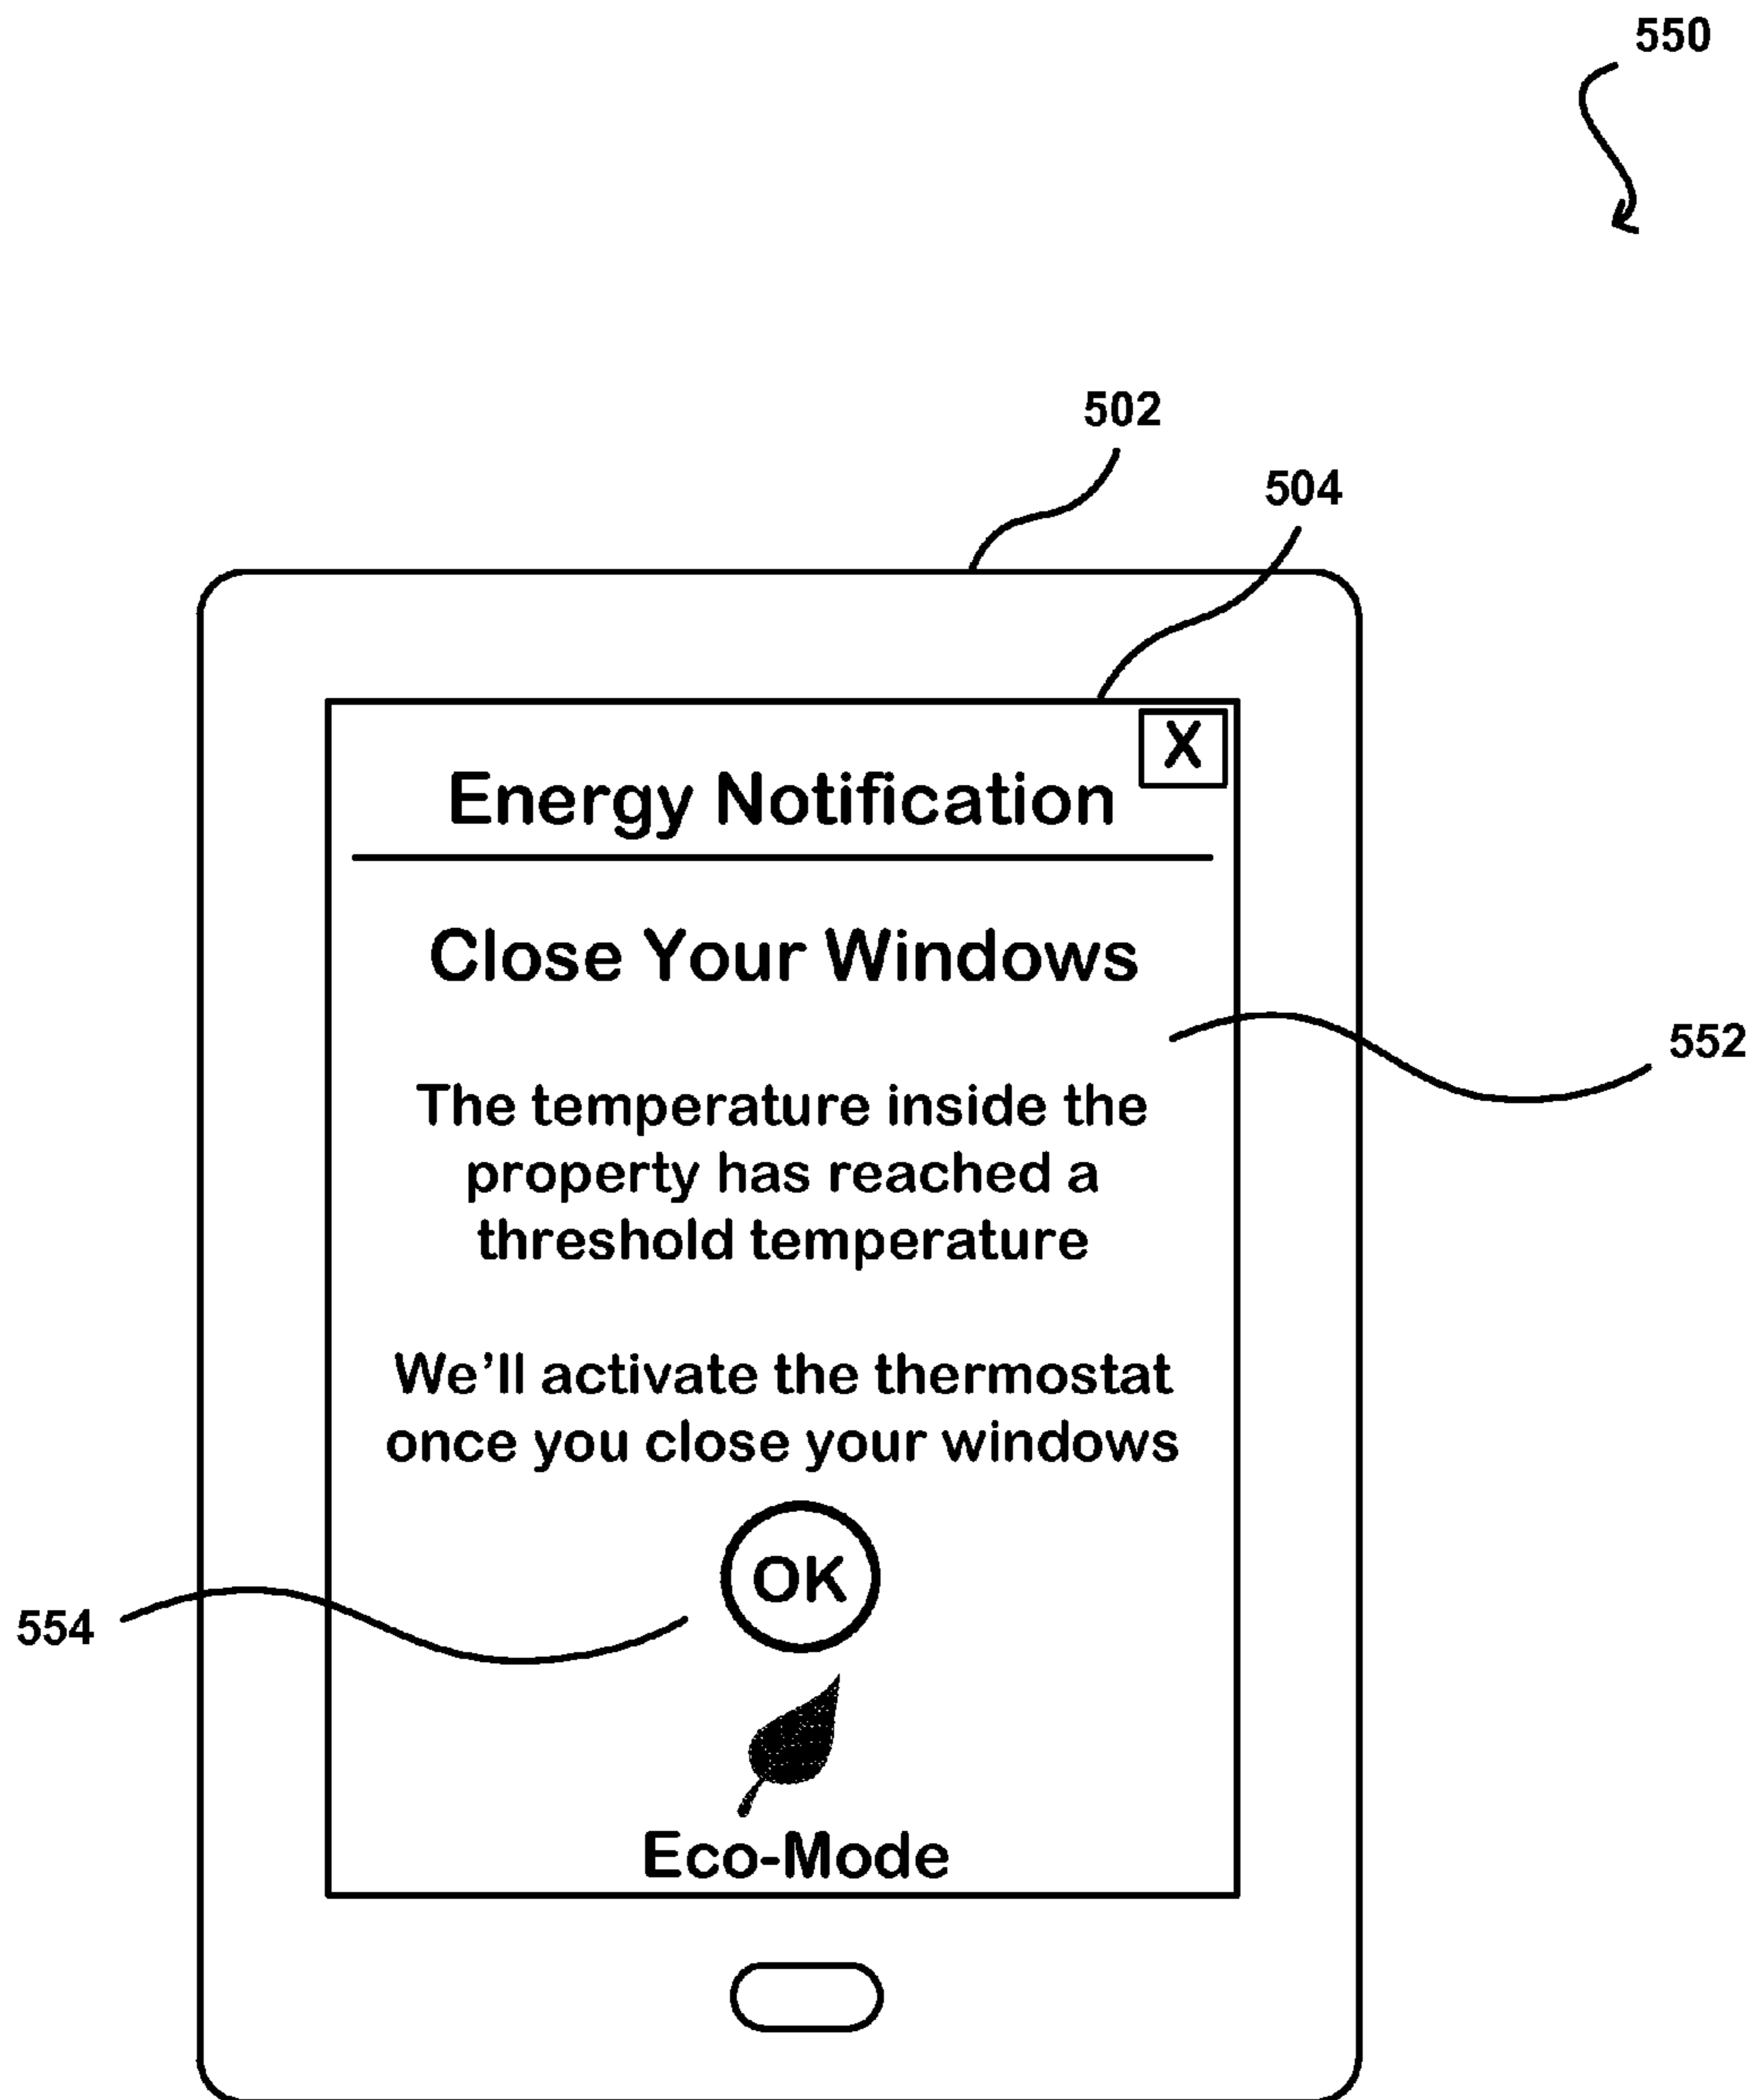 550
502
504
X
Energy Notification
Close Your Windows
552
The temperature inside the
property has reached a
threshold temperature
We'll activate the thermostat
once you close your windows
OK
554
Eco-Mode